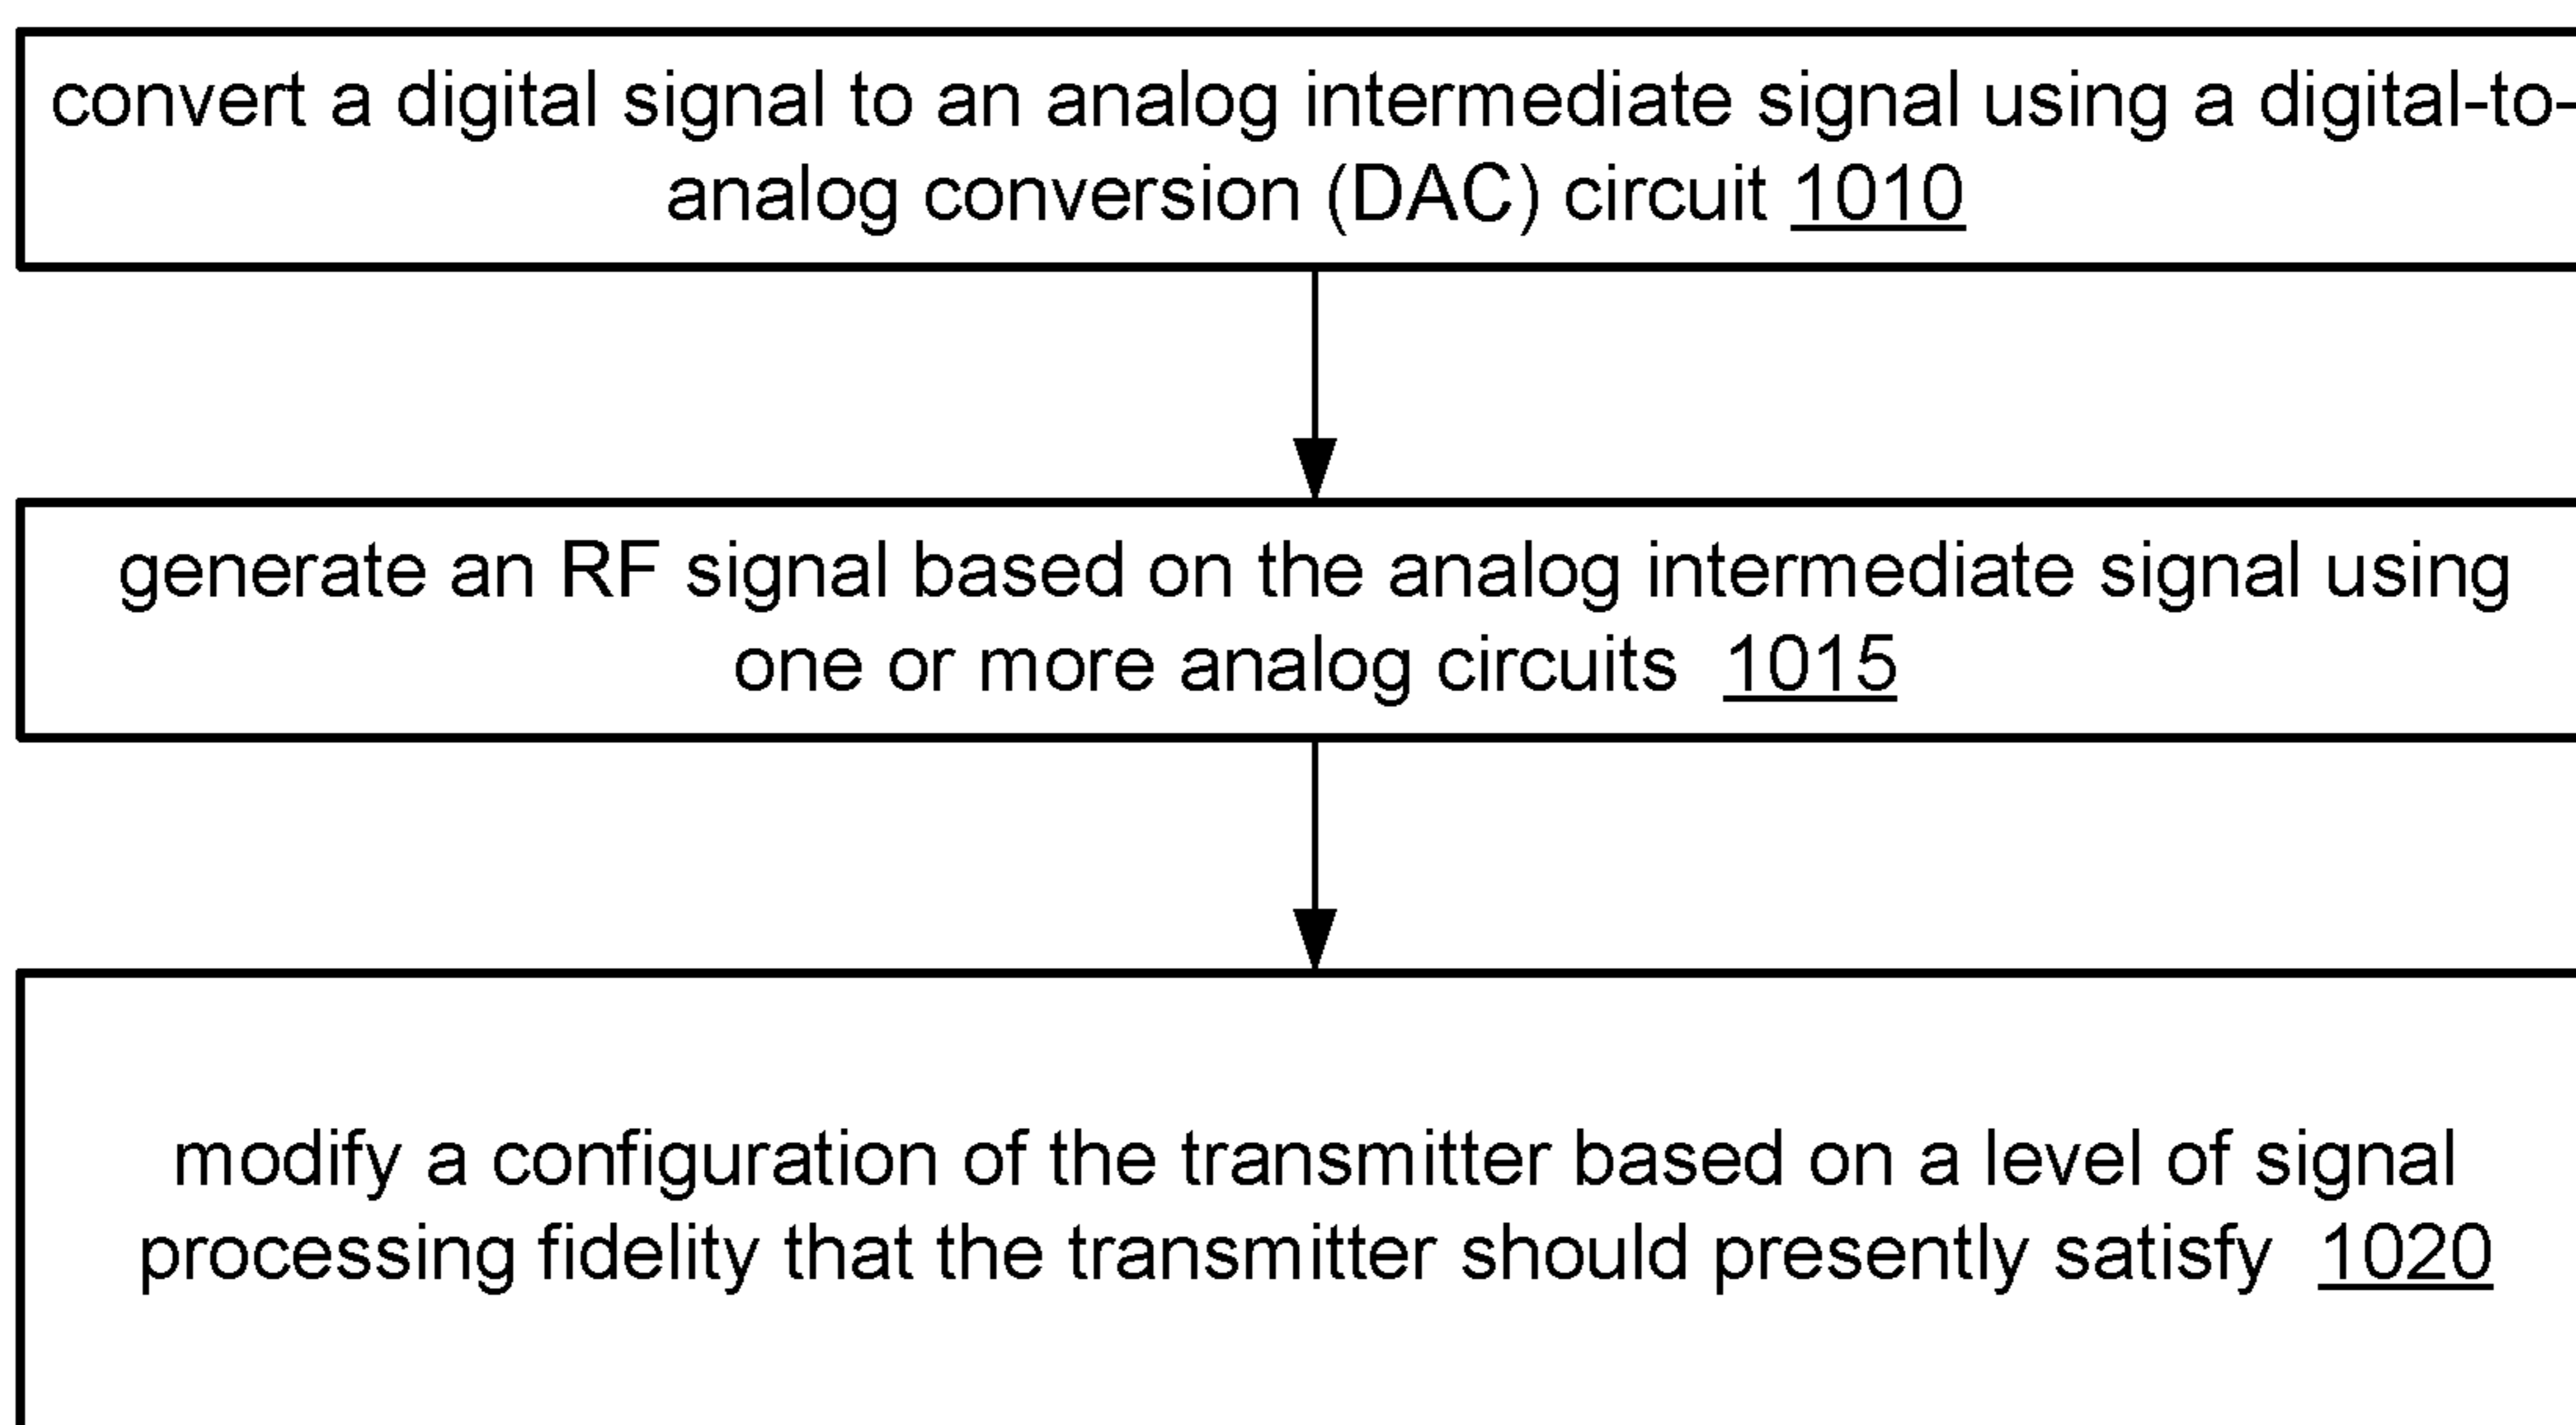 convert a digital signal to an analog intermediate signal using a digital-to-
analog conversion (DAC) circuit 1010
generate an RF signal based on the analog intermediate signal using
one or more analog circuits 1015
modify a configuration of the transmitter based on a level of signal
processing fidelity that the transmitter should presently satisfy 1020